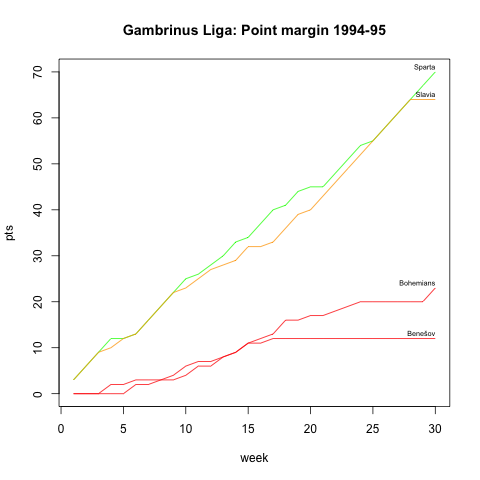 Gambrinus Liga: Point margin 1994-95
70
60
50
40
30
20
10
0
pts
Sparta
Slavia
Bohemians
Benešov
0 5 10 15 20 25 30
week